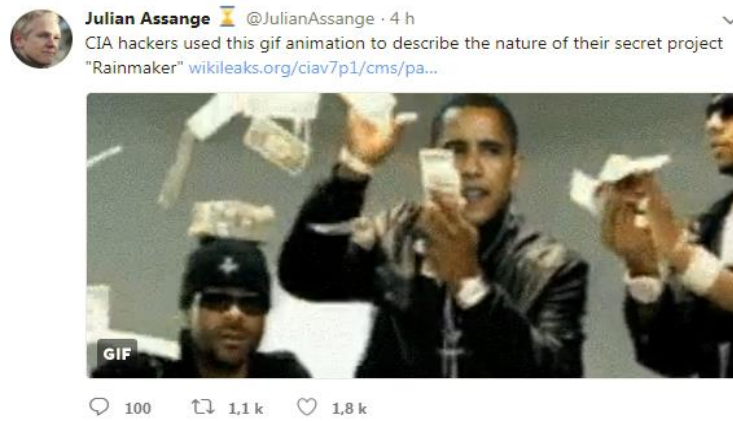 Julian Assange @JulianAssange · 4 h
CIA hackers used this gif animation to describe the nature of their secret project
"Rainmaker" wikileaks.org/ciav7p1/cms/pa...
GIF
100 1,1 k 1,8 k